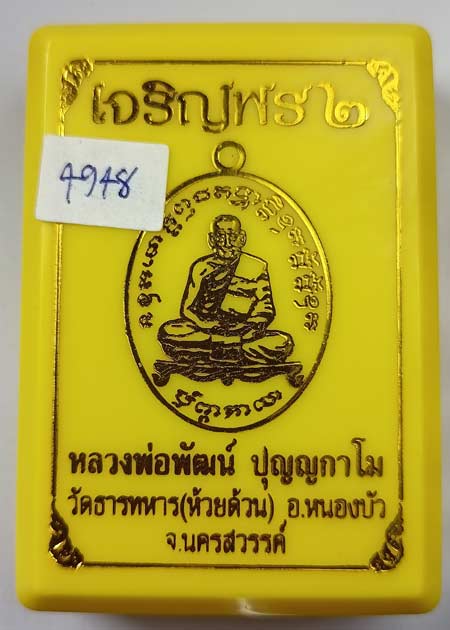 เจริญพร ๒
4948
หลวงพ่อพัฒน์ ปุญญกาโม
วัดธารทหาร(ห้วยด้วน) อ.หนองบัว
จ.นครสวรรค์